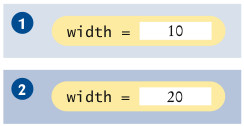 1 width = 10
2 width = 20